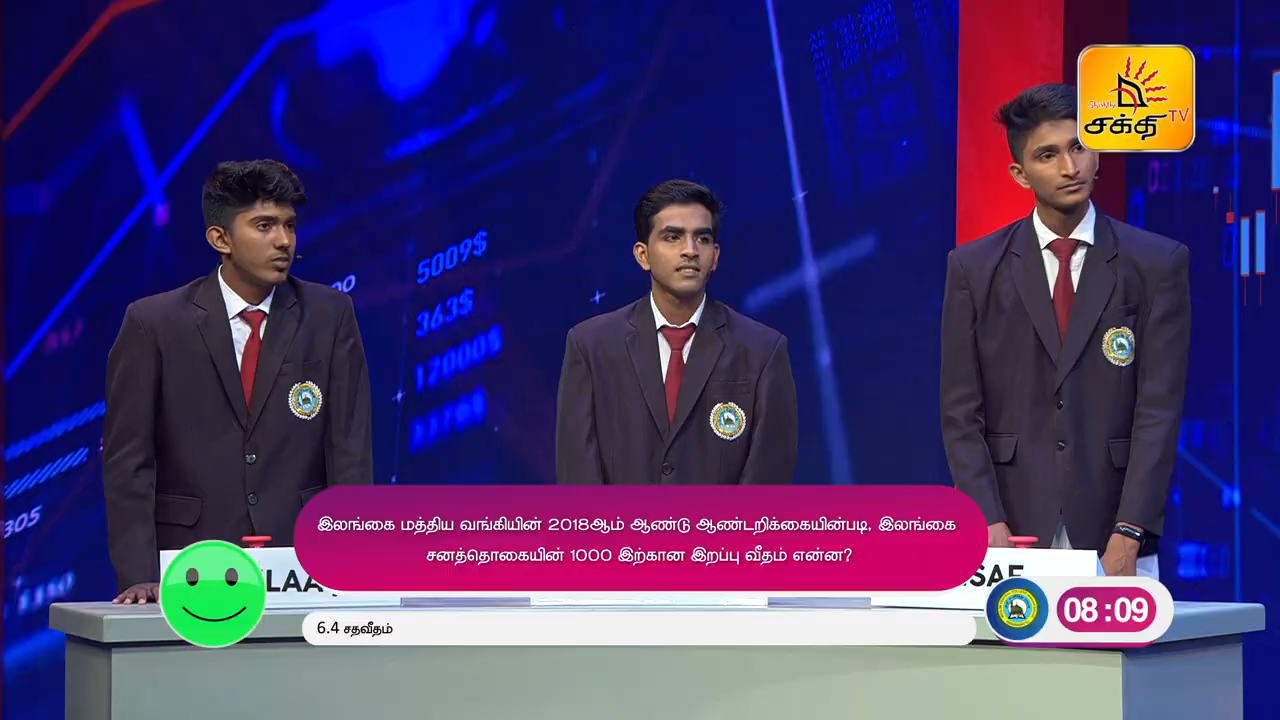 சக்தி TV
5009$
363$
12000$
305
இலங்கை மத்திய வங்கியின் 2018ஆம் ஆண்டு ஆண்டறிக்கையின்படி, இலங்கை
சனத்தொகையின் 1000 இற்கான இறப்பு வீதம் என்ன?
6.4 சதவீதம்
08:09